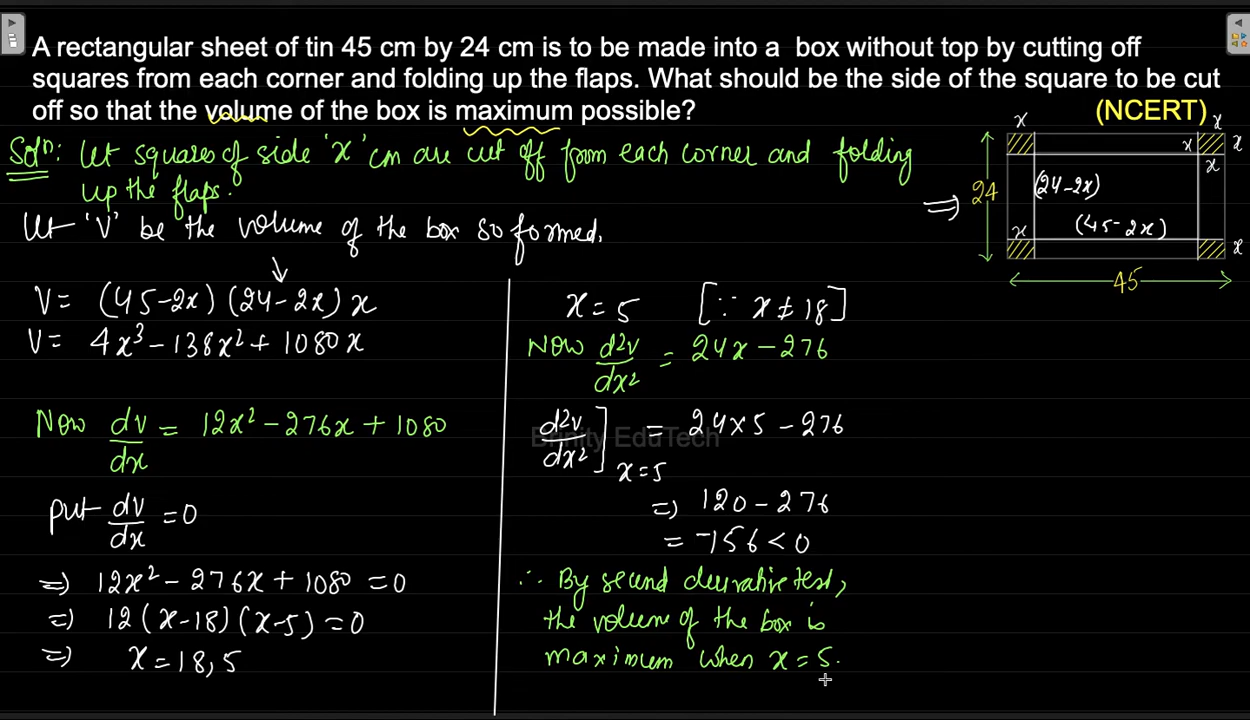 A rectangular sheet of tin 45 cm by 24 cm is to be made into a box without top by cutting off
squares from each corner and folding up the flaps. What should be the side of the square to be cut
off so that the volume of the box is maximum possible?
(NCERT)
Solⁿ: Let squares of side 'x' cm are cut off from each corner and folding
up the flaps.
Let 'V' be the volume of the box so formed.
V = (45-2x) (24-2x) x
V = 4x³ - 138x² + 1080x
Now dv/dx = 12x² - 276x + 1080
put dv/dx = 0
⇒ 12x² - 276x + 1080 = 0
⇒ 12 (x-18) (x-5) = 0
⇒ x = 18, 5
x = 5 [∵ x ≠ 18]
Now d²v/dx² = 24x - 276
d²v/dx²]x=5 = 24×5 - 276
⇒ 120 - 276
= -156 < 0
∴ By second derivative test,
the volume of the box is
maximum when x = 5.
x x
x x
24 (24-2x) x
⇒ (45-2x)
x x
45
Brinity EduTech